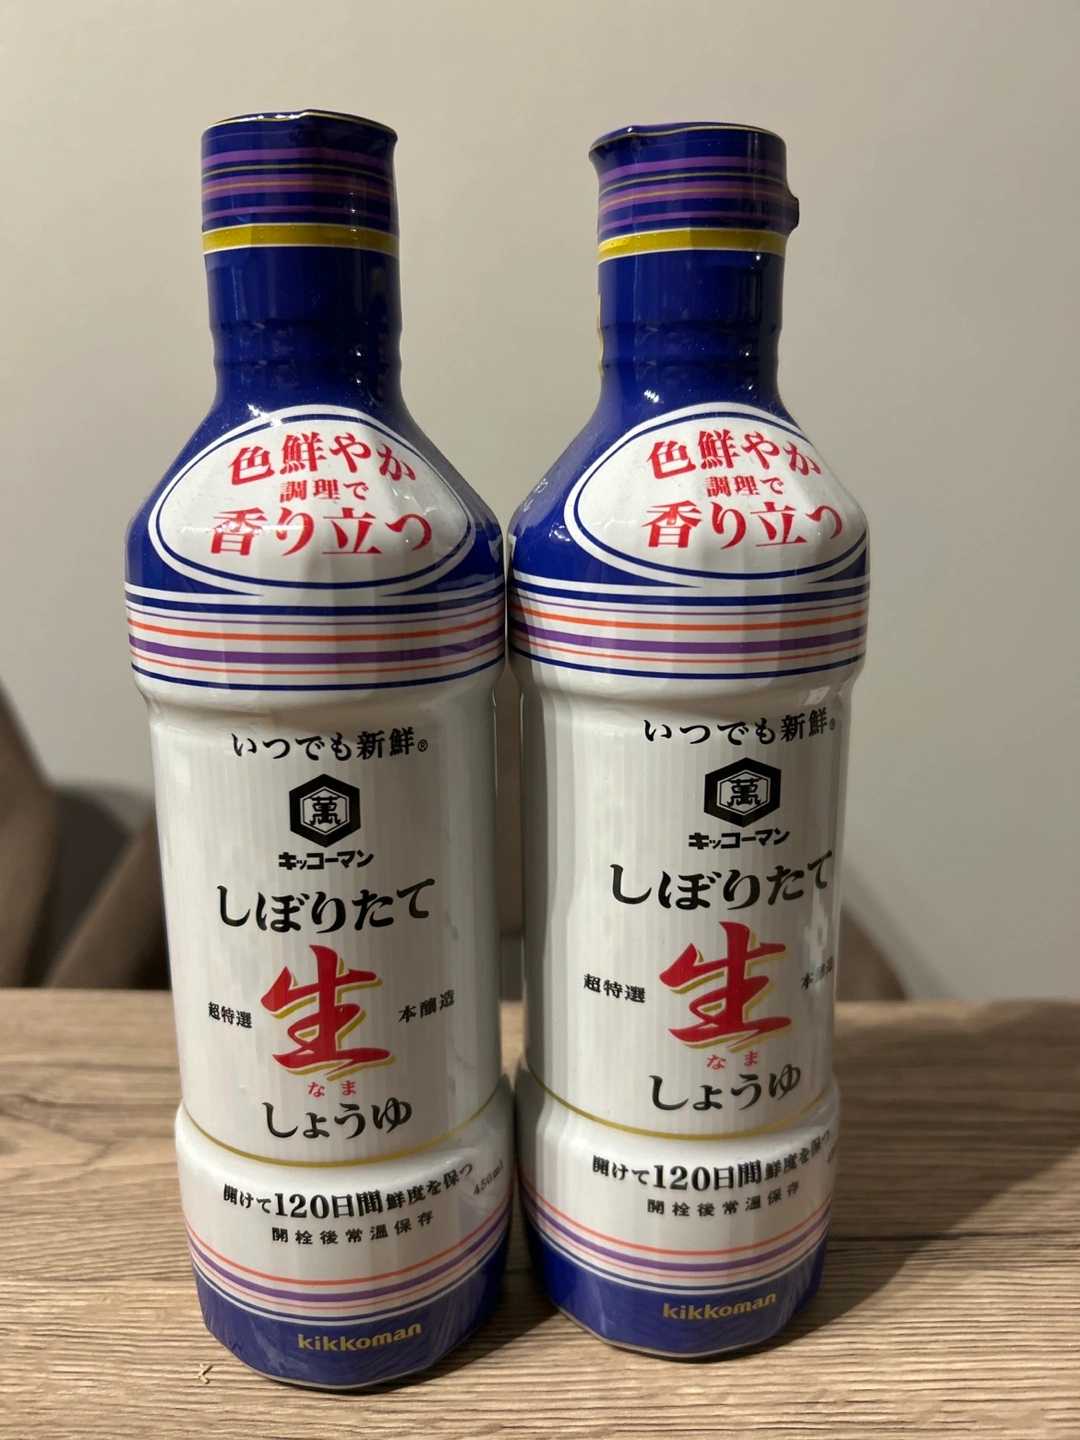 色鮮やか
調理で
香り立つ
いつでも新鮮®
萬
キッコーマン
しぼりたて
生
超特選
本醸造
なま
しょうゆ
開けて120日間鮮度を保つ
450ml
開栓後常温保存
kikkoman
色鮮やか
調理で
香り立つ
いつでも新鮮®
萬
キッコーマン
しぼりたて
生
超特選
本醸造
なま
しょうゆ
開けて120日間鮮度を保つ
開栓後常温保存
kikkoman